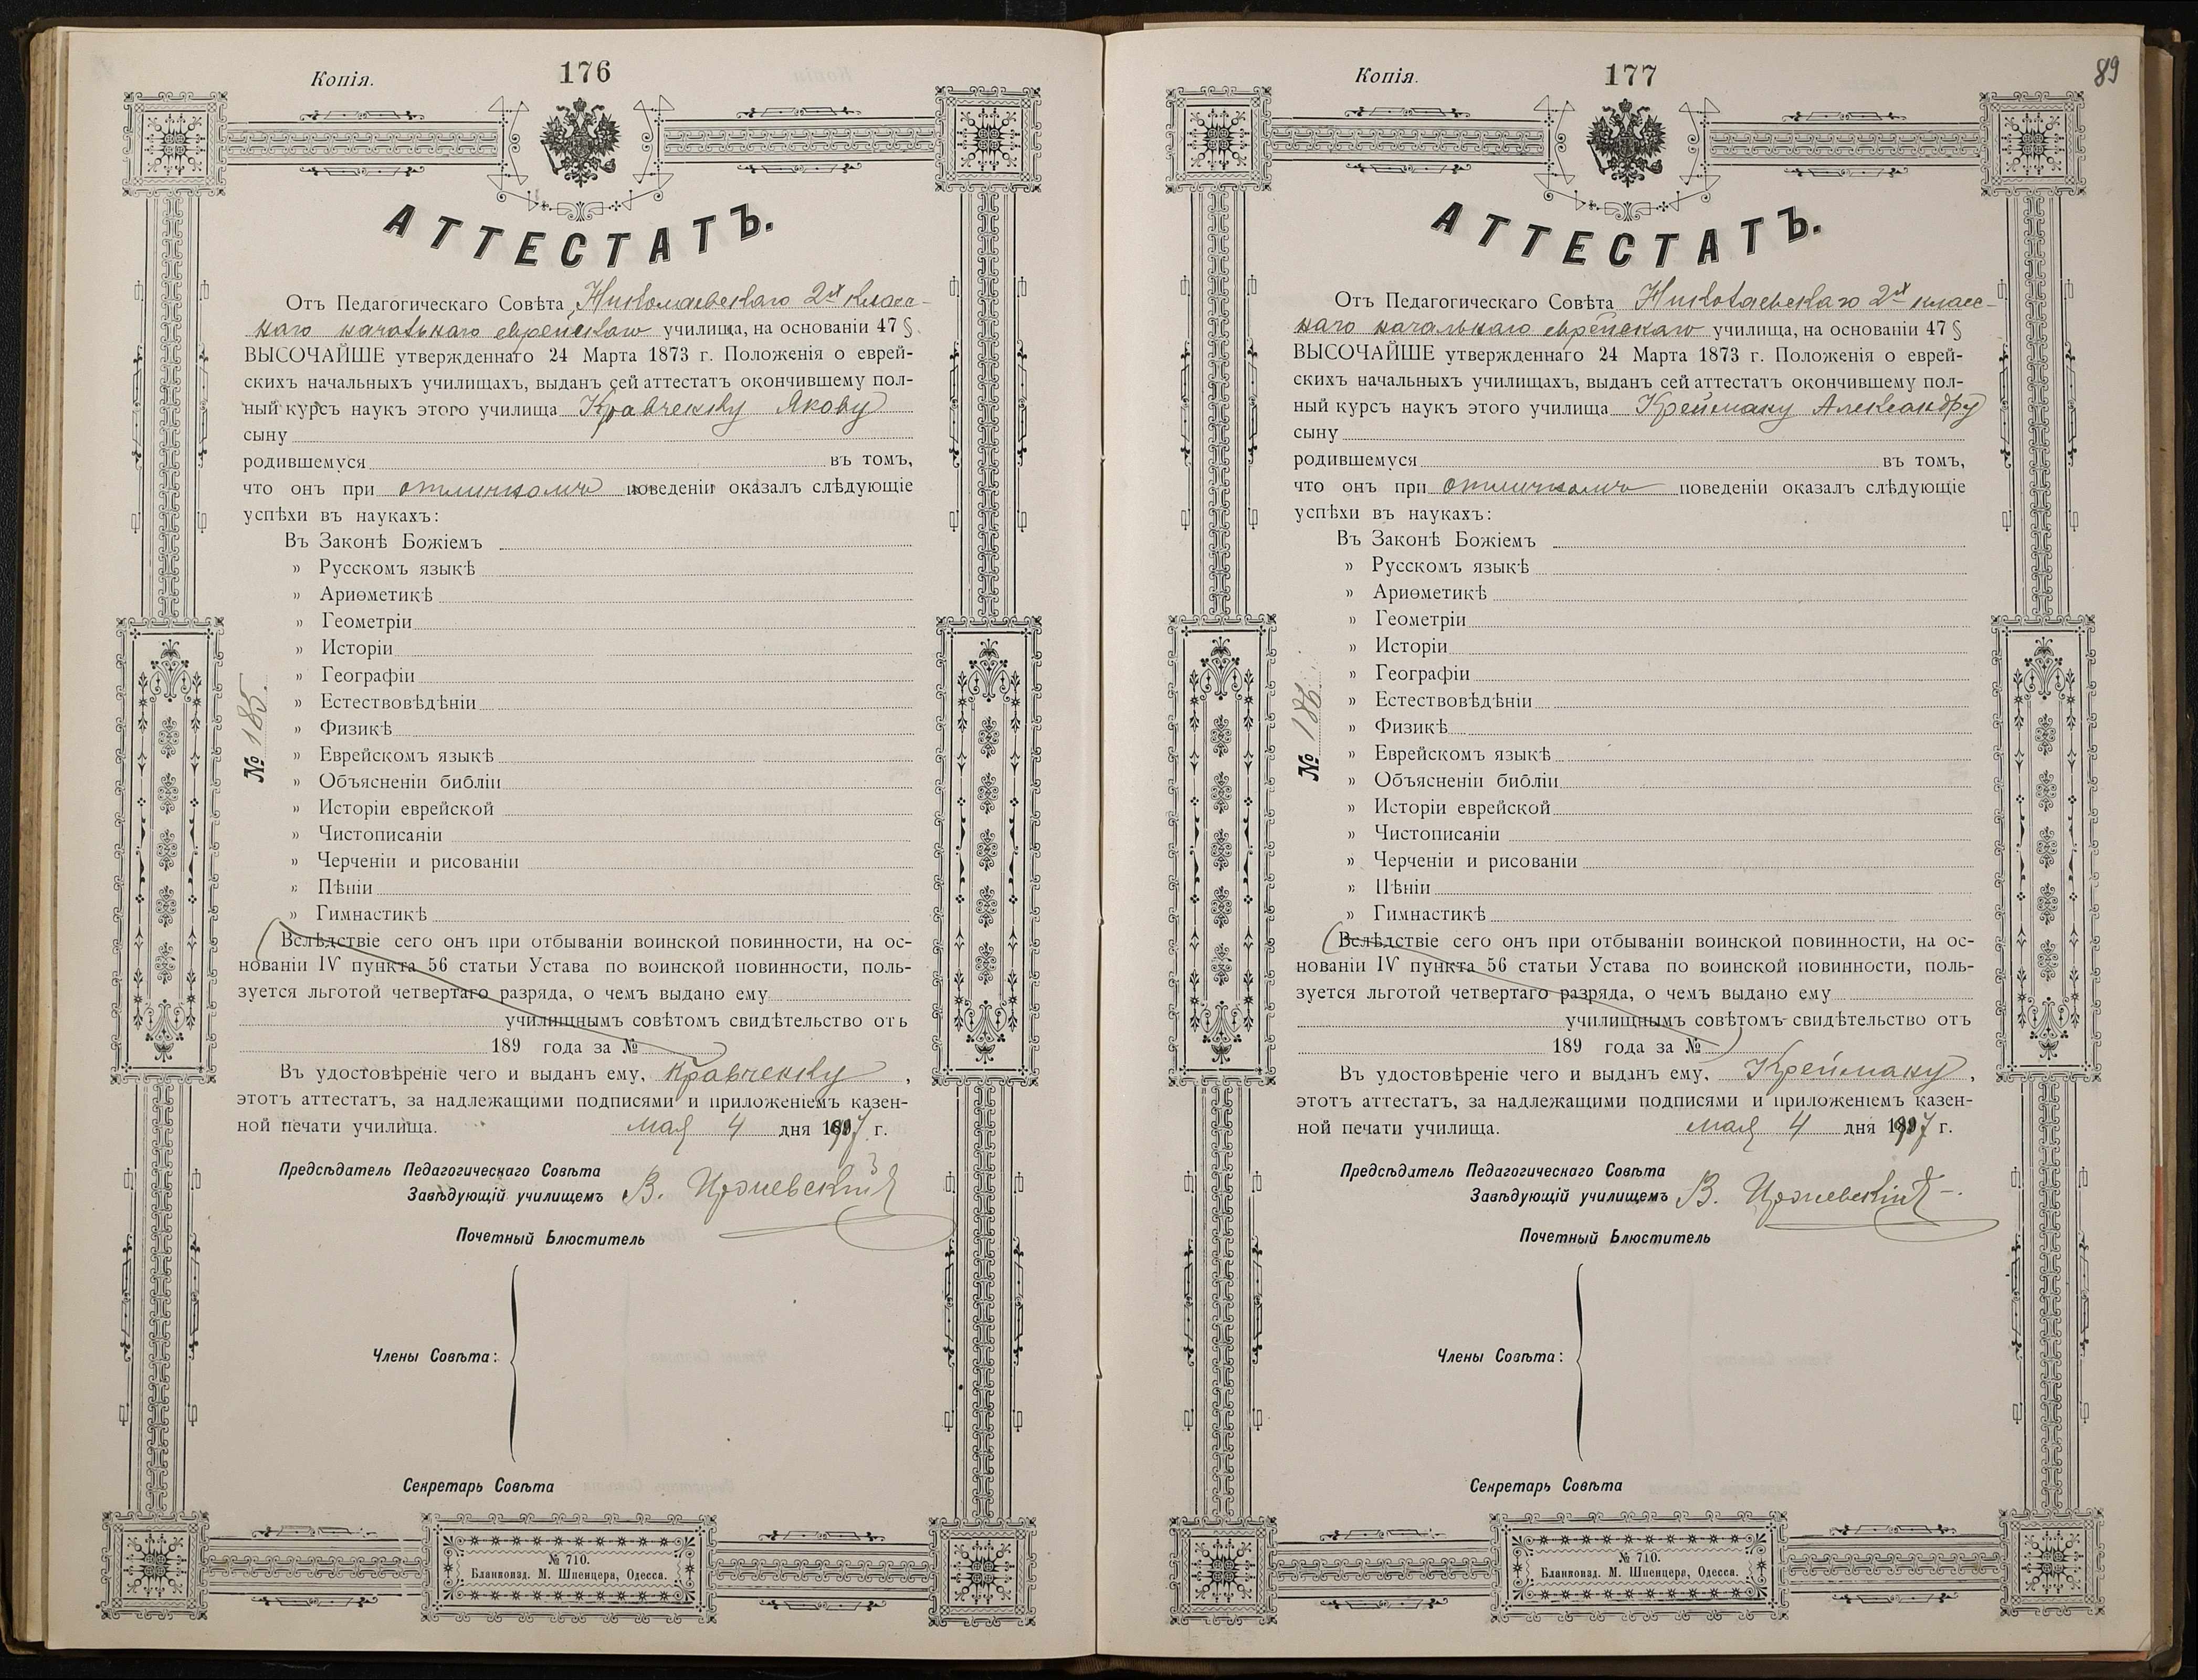 Копія.
176
АТТЕСТАТЪ.
Отъ Педагогическаго Совѣта Николаевскаго 2хъ класс-
наго начальнаго еврейскаго училища, на основаніи 47 §
ВЫСОЧАЙШЕ утвержденнаго 24 Марта 1873 г. Положенія о еврей-
скихъ начальныхъ училищахъ, выданъ сей аттестатъ окончившему пол-
ный курсъ наукъ этого училища Кравченку Якову
сыну
родившемуся въ томъ,
что онъ при отличномъ поведеніи оказалъ слѣдующіе
успѣхи въ наукахъ:
Въ Законѣ Божіемъ
» Русскомъ языкѣ
» Ариѳметикѣ
» Геометріи
» Исторіи
» Географіи
» Естествовѣдѣніи
» Физикѣ
» Еврейскомъ языкѣ
» Объясненіи библіи
» Исторіи еврейской
» Чистописаніи
» Черченіи и рисованіи
» Пѣніи
» Гимнастикѣ
№ 185.
Вслѣдствіе сего онъ при отбываніи воинской повинности, на ос-
нованіи IV пункта 56 статьи Устава по воинской повинности, поль-
зуется льготой четвертаго разряда, о чемъ выдано ему
училищнымъ совѣтомъ свидѣтельство отъ
189 года за №
Въ удостовѣреніе чего и выданъ ему, Кравченку,
этотъ аттестатъ, за надлежащими подписями и приложеніемъ казен-
ной печати училища. мая 4 дня 1907 г.
Предсѣдатель Педагогическаго Совѣта
Завѣдующій училищемъ В.
Почетный Блюститель
Члены Совѣта:
Секретарь Совѣта
№ 710.
Бланкоизд. М. Шпенцера, Одесса.
Копія.
177
89
АТТЕСТАТЪ.
Отъ Педагогическаго Совѣта Николаевскаго 2хъ класс-
наго начальнаго еврейскаго училища, на основаніи 47 §
ВЫСОЧАЙШЕ утвержденнаго 24 Марта 1873 г. Положенія о еврей-
скихъ начальныхъ училищахъ, выданъ сей аттестатъ окончившему пол-
ный курсъ наукъ этого училища Крейману Александру
сыну
родившемуся въ томъ,
что онъ при отличномъ поведеніи оказалъ слѣдующіе
успѣхи въ наукахъ:
Въ Законѣ Божіемъ
» Русскомъ языкѣ
» Ариѳметикѣ
» Геометріи
» Исторіи
» Географіи
» Естествовѣдѣніи
» Физикѣ
» Еврейскомъ языкѣ
» Объясненіи библіи
» Исторіи еврейской
» Чистописаніи
» Черченіи и рисованіи
» Пѣніи
» Гимнастикѣ
№ 186.
Вслѣдствіе сего онъ при отбываніи воинской повинности, на ос-
нованіи IV пункта 56 статьи Устава по воинской повинности, поль-
зуется льготой четвертаго разряда, о чемъ выдано ему
училищнымъ совѣтомъ свидѣтельство отъ
189 года за №
Въ удостовѣреніе чего и выданъ ему, Крейману,
этотъ аттестатъ, за надлежащими подписями и приложеніемъ казен-
ной печати училища. мая 4 дня 1907 г.
Предсѣдатель Педагогическаго Совѣта
Завѣдующій училищемъ В.
Почетный Блюститель
Члены Совѣта:
Секретарь Совѣта
№ 710.
Бланкоизд. М. Шпенцера, Одесса.